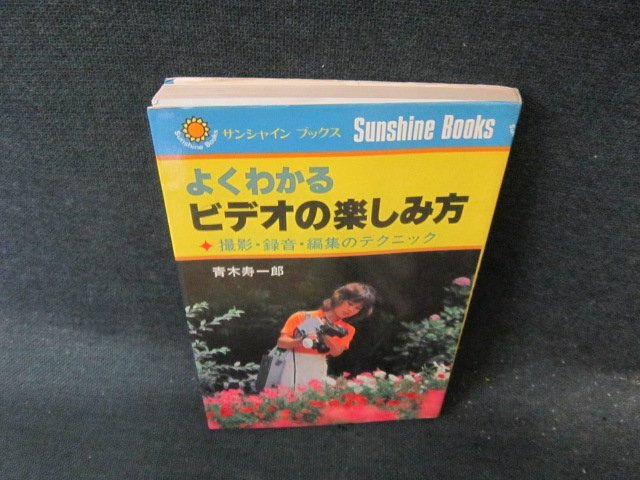 Sunshine Books
サンシャイン ブックス
Sunshine Books
よくわかる
ビデオの楽しみ方
✦撮影・録音・編集のテクニック
青木寿一郎